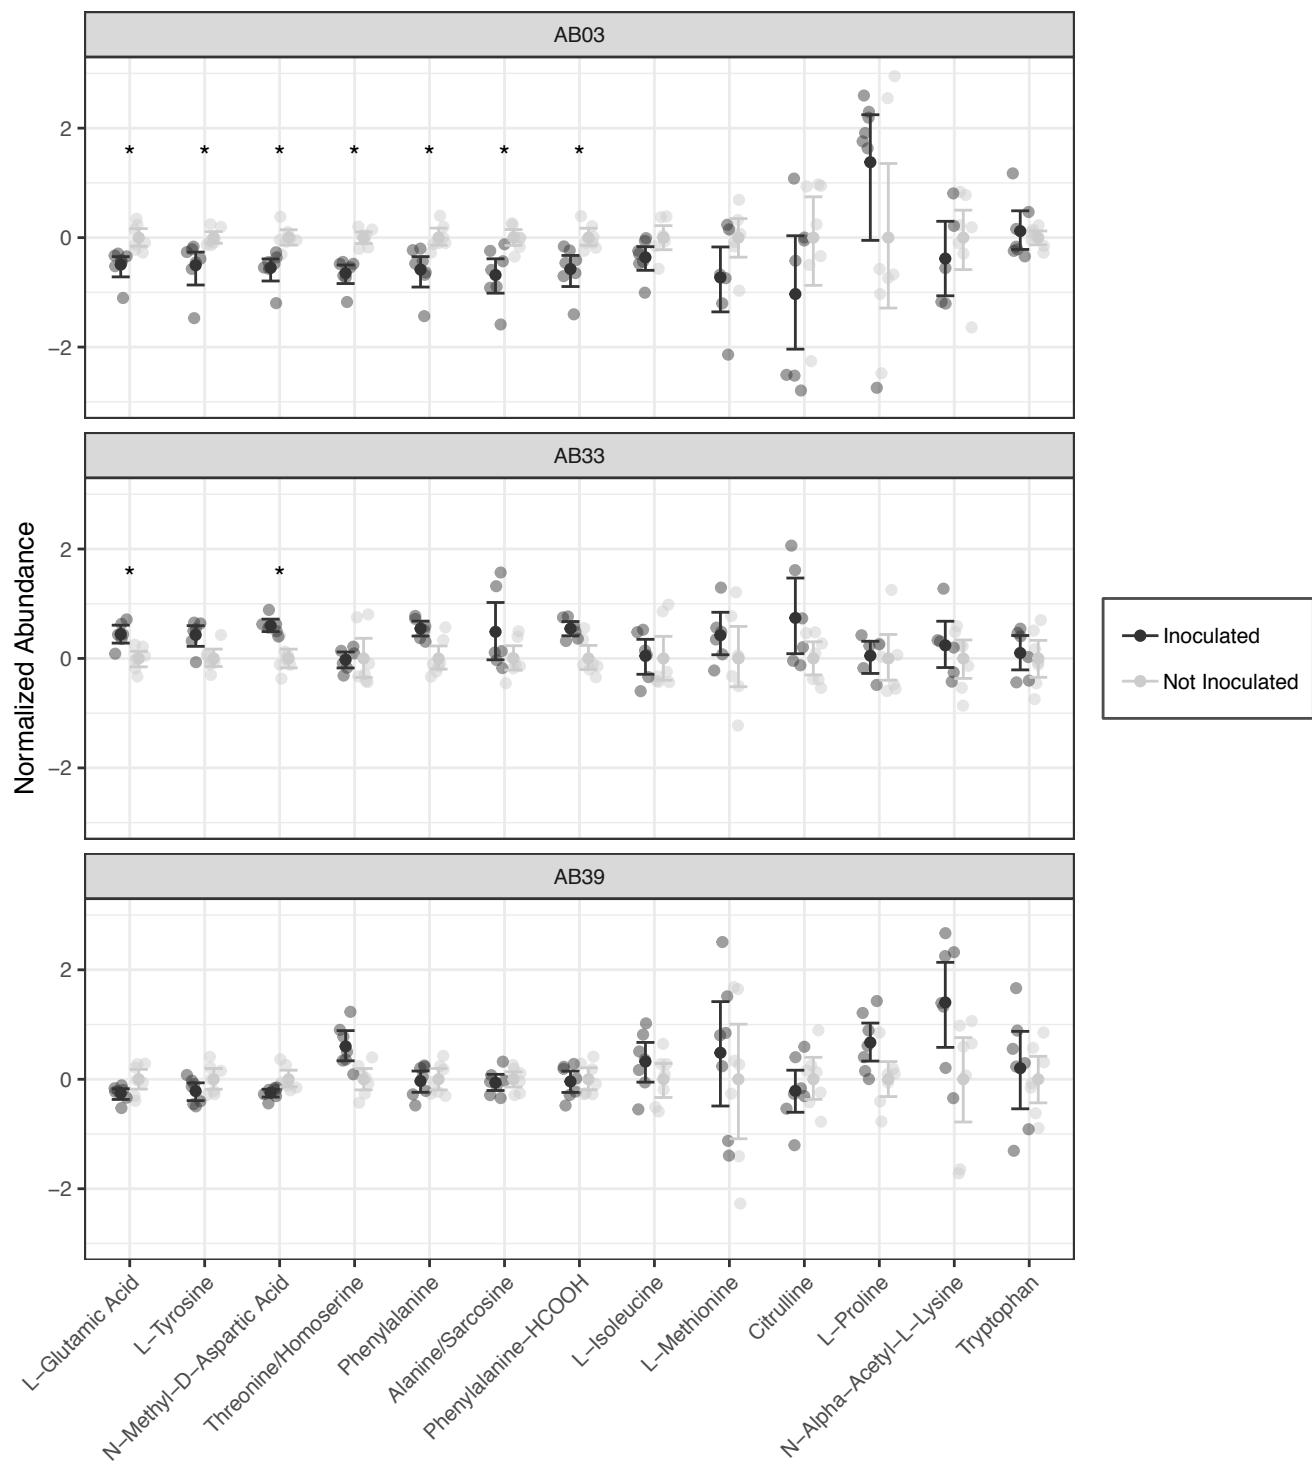 AB03
2
0
−2
* * * * * * *
AB33
2
0
−2
* *
AB39
2
0
−2
Normalized Abundance
Inoculated
Not Inoculated
L−Glutamic Acid
L−Tyrosine
N−Methyl−D−Aspartic Acid
Threonine/Homoserine
Phenylalanine
Alanine/Sarcosine
Phenylalanine−HCOOH
L−Isoleucine
L−Methionine
Citrulline
L−Proline
N−Alpha−Acetyl−L−Lysine
Tryptophan